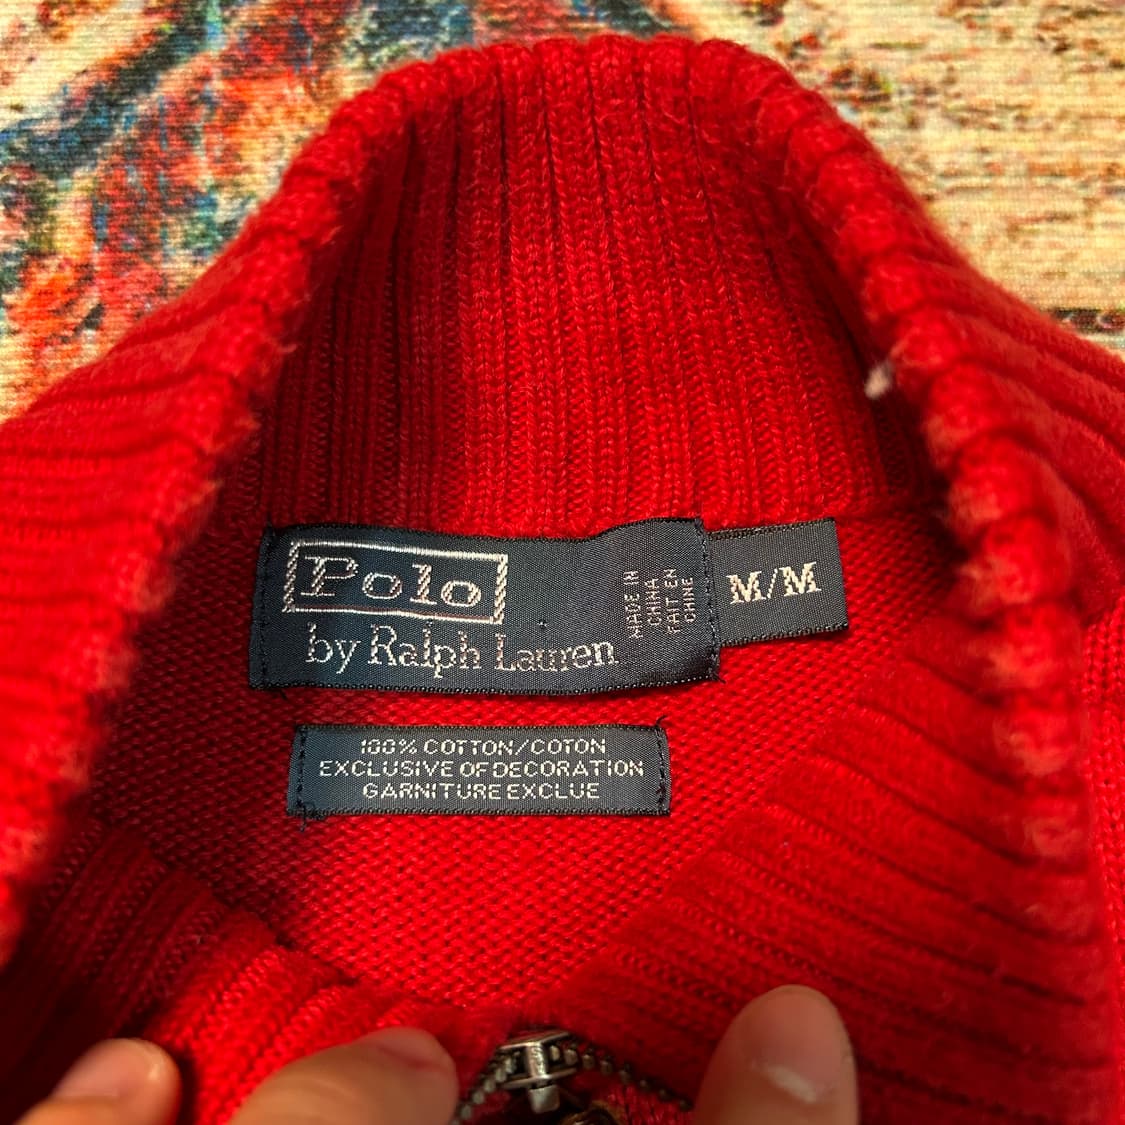 Polo
by Ralph Lauren
MADE IN
CHINA
FAIT EN
CHINE
M/M
100% COTTON/COTON
EXCLUSIVE OF DECORATION
GARNITURE EXCLUE